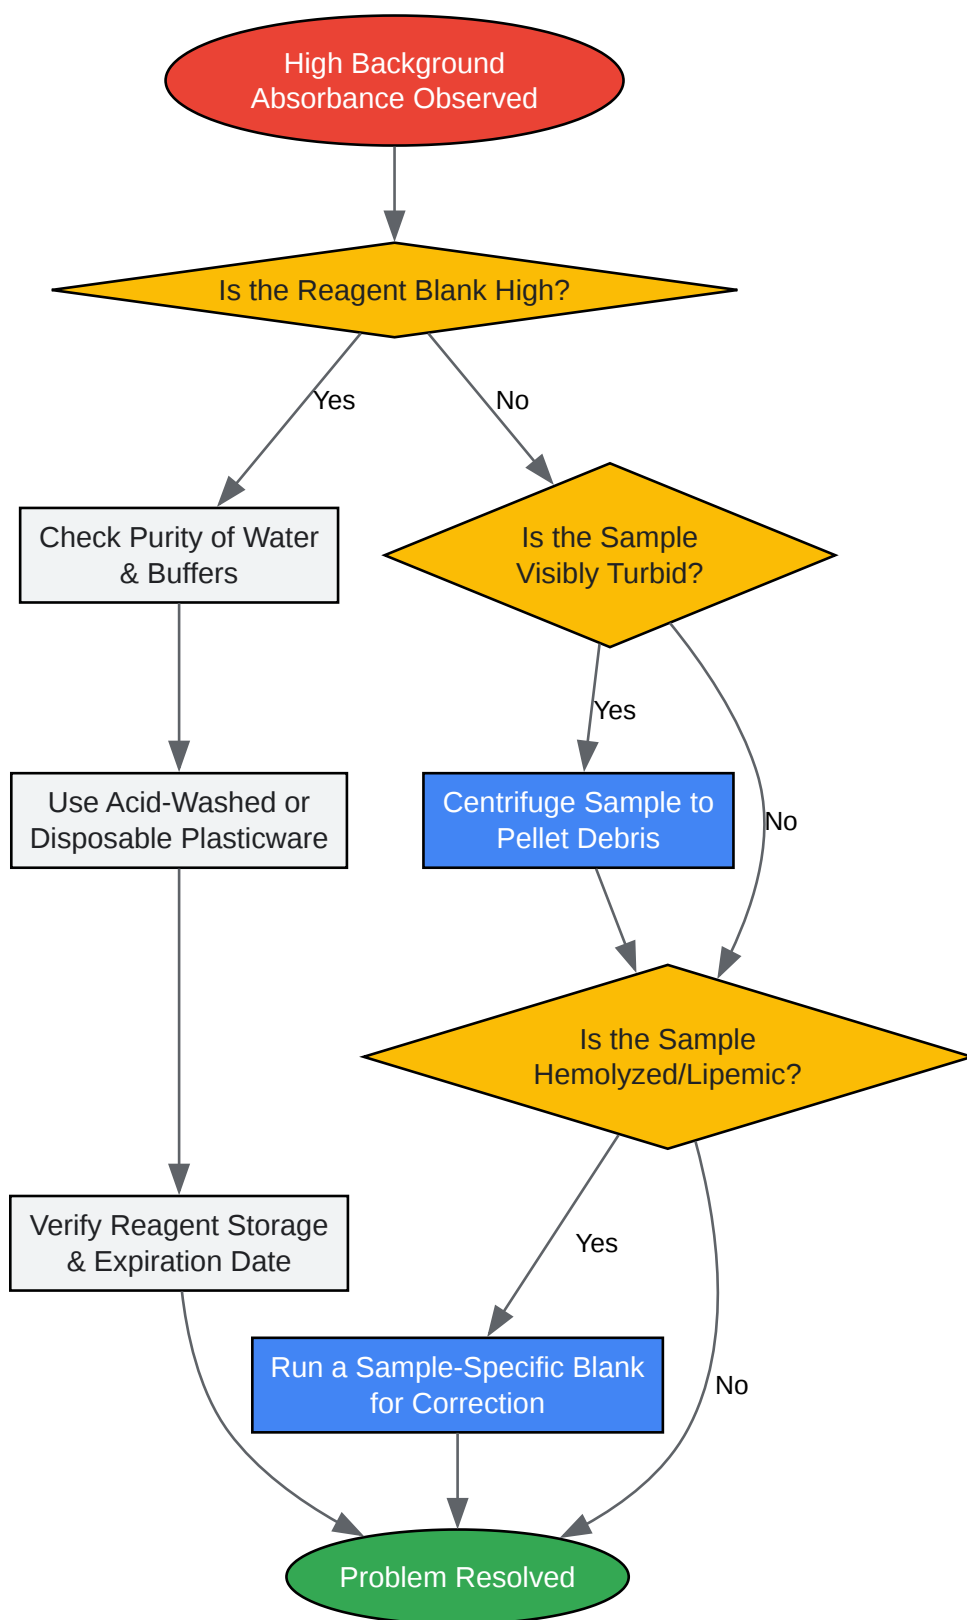 High Background
Absorbance Observed
Is the Reagent Blank High?
Yes
No
Check Purity of Water
& Buffers
Is the Sample
Visibly Turbid?
Yes
No
Use Acid-Washed or
Disposable Plasticware
Centrifuge Sample to
Pellet Debris
Is the Sample
Hemolyzed/Lipemic?
Yes
No
Verify Reagent Storage
& Expiration Date
Run a Sample-Specific Blank
for Correction
Problem Resolved